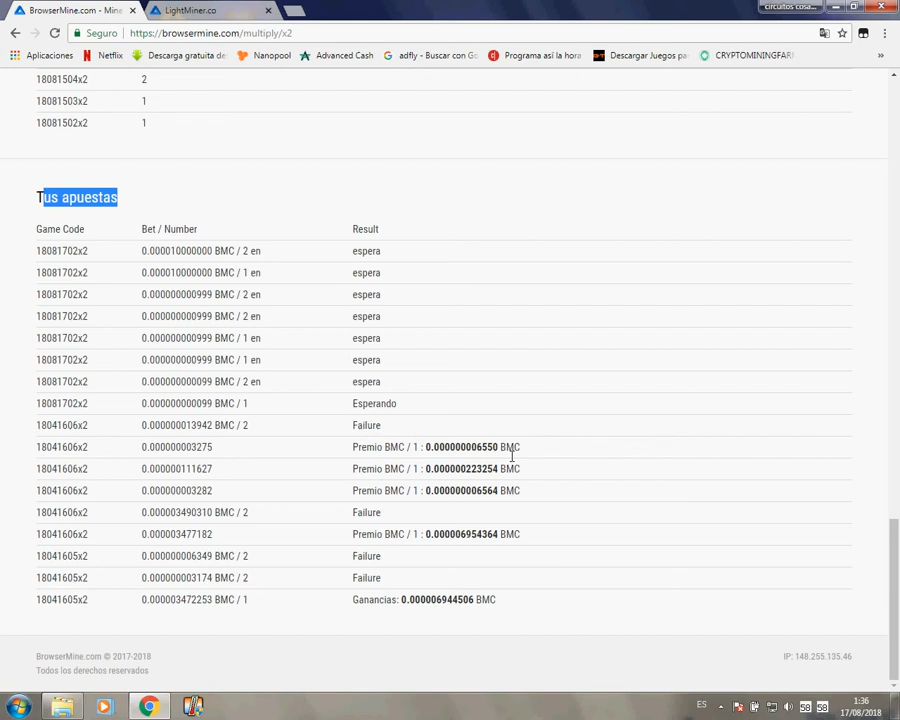 BrowserMine.com - Mine
LightMiner.co
circuitos cosa...
Seguro
https://browsermine.com/multiply/x2
Aplicaciones
Netflix
Descarga gratuita de
Nanopool
Advanced Cash
adfly - Buscar con Go
Programa así la hora
Descargar Juegos pa
CRYPTOMININGFAR
»
18081504x2 2
18081503x2 1
18081502x2 1
Tus apuestas
Game Code Bet / Number Result
18081702x2 0.000010000000 BMC / 2 en espera
18081702x2 0.000010000000 BMC / 1 en espera
18081702x2 0.000000000999 BMC / 2 en espera
18081702x2 0.000000000999 BMC / 2 en espera
18081702x2 0.000000000999 BMC / 1 en espera
18081702x2 0.000000000099 BMC / 1 en espera
18081702x2 0.000000000099 BMC / 2 en espera
18081702x2 0.000000000099 BMC / 1 Esperando
18041606x2 0.000000013942 BMC / 2 Failure
18041606x2 0.000000003275 Premio BMC / 1 : 0.000000006550 BMC
18041606x2 0.000000111627 Premio BMC / 1 : 0.000000223254 BMC
18041606x2 0.000000003282 Premio BMC / 1 : 0.000000006564 BMC
18041606x2 0.000003490310 BMC / 2 Failure
18041606x2 0.000003477182 Premio BMC / 1 : 0.000006954364 BMC
18041605x2 0.000000006349 BMC / 2 Failure
18041605x2 0.000000003174 BMC / 2 Failure
18041605x2 0.000003472253 BMC / 1 Ganancias: 0.000006944506 BMC
BrowserMine.com © 2017-2018
Todos los derechos reservados
IP: 148.255.135.46
ES
58 58
1:36
17/08/2018